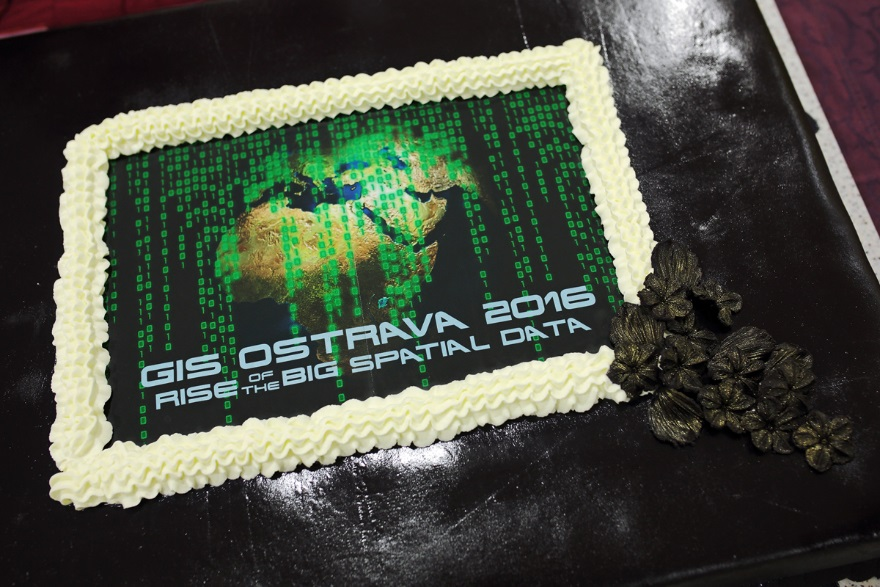 GIS OSTRAVA 2016
RISE OF THE BIG SPATIAL DATA